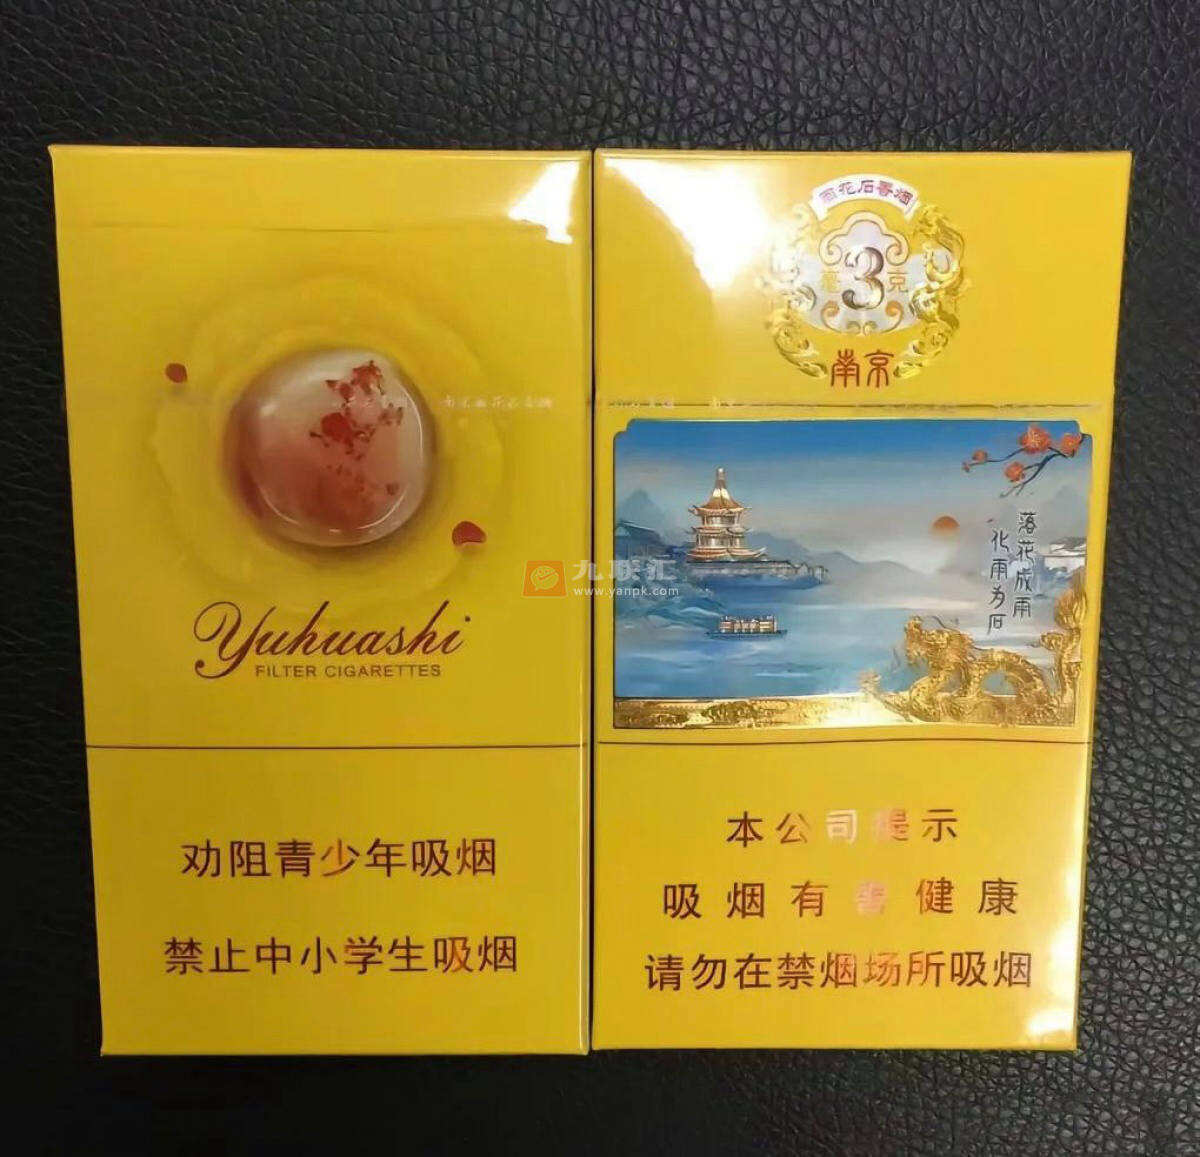 Yuhuashi
FILTER CIGARETTES
劝阻青少年吸烟
禁止中小学生吸烟
雨花石香烟
毫3克
南京
落花成雨
化雨为石
九联汇
www.yanpk.com
本公司提示
吸烟有害健康
请勿在禁烟场所吸烟